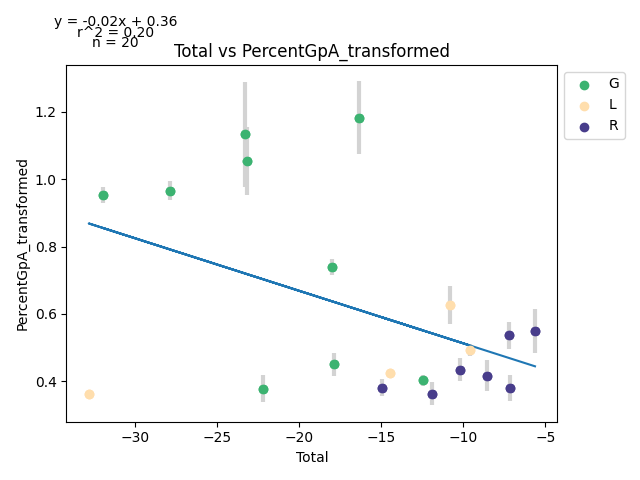 y = -0.02x + 0.36
r^2 = 0.20
n = 20
Total vs PercentGpA_transformed
G
L
R
PercentGpA_transformed
1.2
1.0
0.8
0.6
0.4
−30
−25
−20
−15
−10
−5
Total